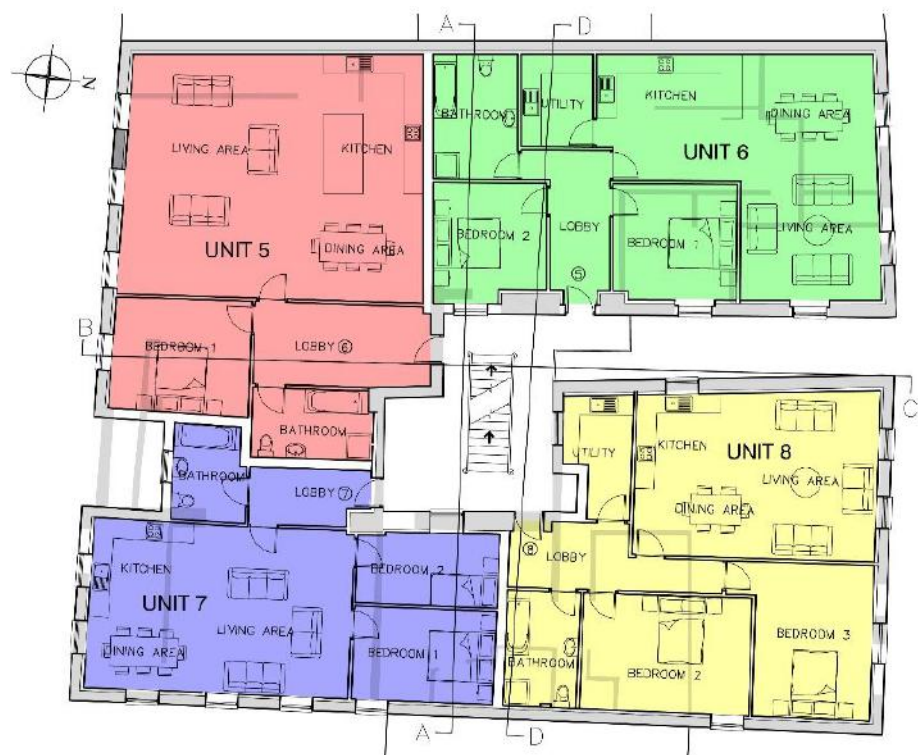 A
D
N
KITCHEN
BATHROOM
UTILITY
DINING AREA
LIVING AREA
KITCHEN
UNIT 6
UNIT 5
BEDROOM 2
LOBBY
BEDROOM 1
LIVING AREA
DINING AREA
5
B
BEDROOM 1
LOBBY 6
C
BATHROOM
KITCHEN
UNIT 8
UTILITY
BATHROOM
LIVING AREA
LOBBY 7
DINING AREA
8
LOBBY
KITCHEN
BEDROOM 2
UNIT 7
LIVING AREA
BEDROOM 3
DINING AREA
BEDROOM 1
BATHROOM
BEDROOM 2
A
D